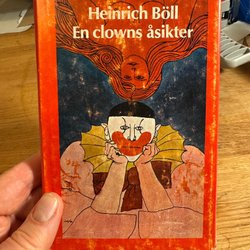 Heinrich Böll
En clowns åsikter